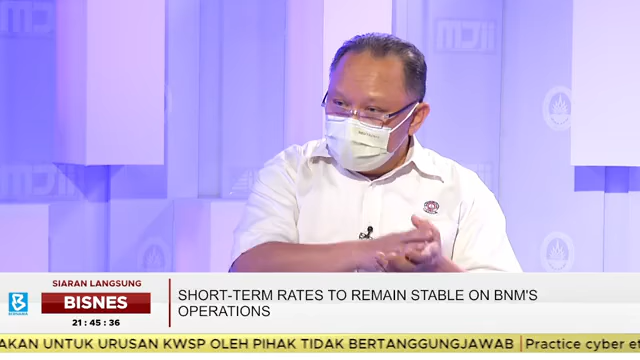 SIARAN LANGSUNG
BISNES
21:45:36
SHORT-TERM RATES TO REMAIN STABLE ON BNM'S
OPERATIONS
AKAN UNTUK URUSAN KWSP OLEH PIHAK TIDAK BERTANGGUNGJAWAB | Practice cyber et